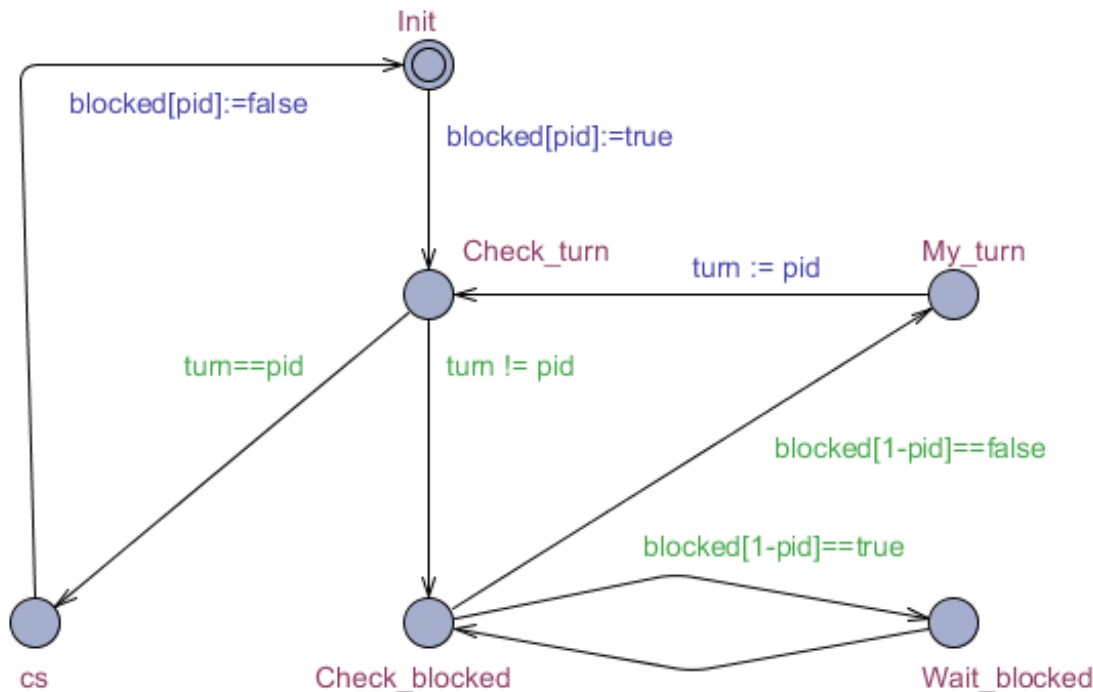 Init
blocked[pid]:=false
blocked[pid]:=true
Check_turn
My_turn
turn := pid
turn==pid
turn != pid
blocked[1-pid]==false
blocked[1-pid]==true
cs
Check_blocked
Wait_blocked